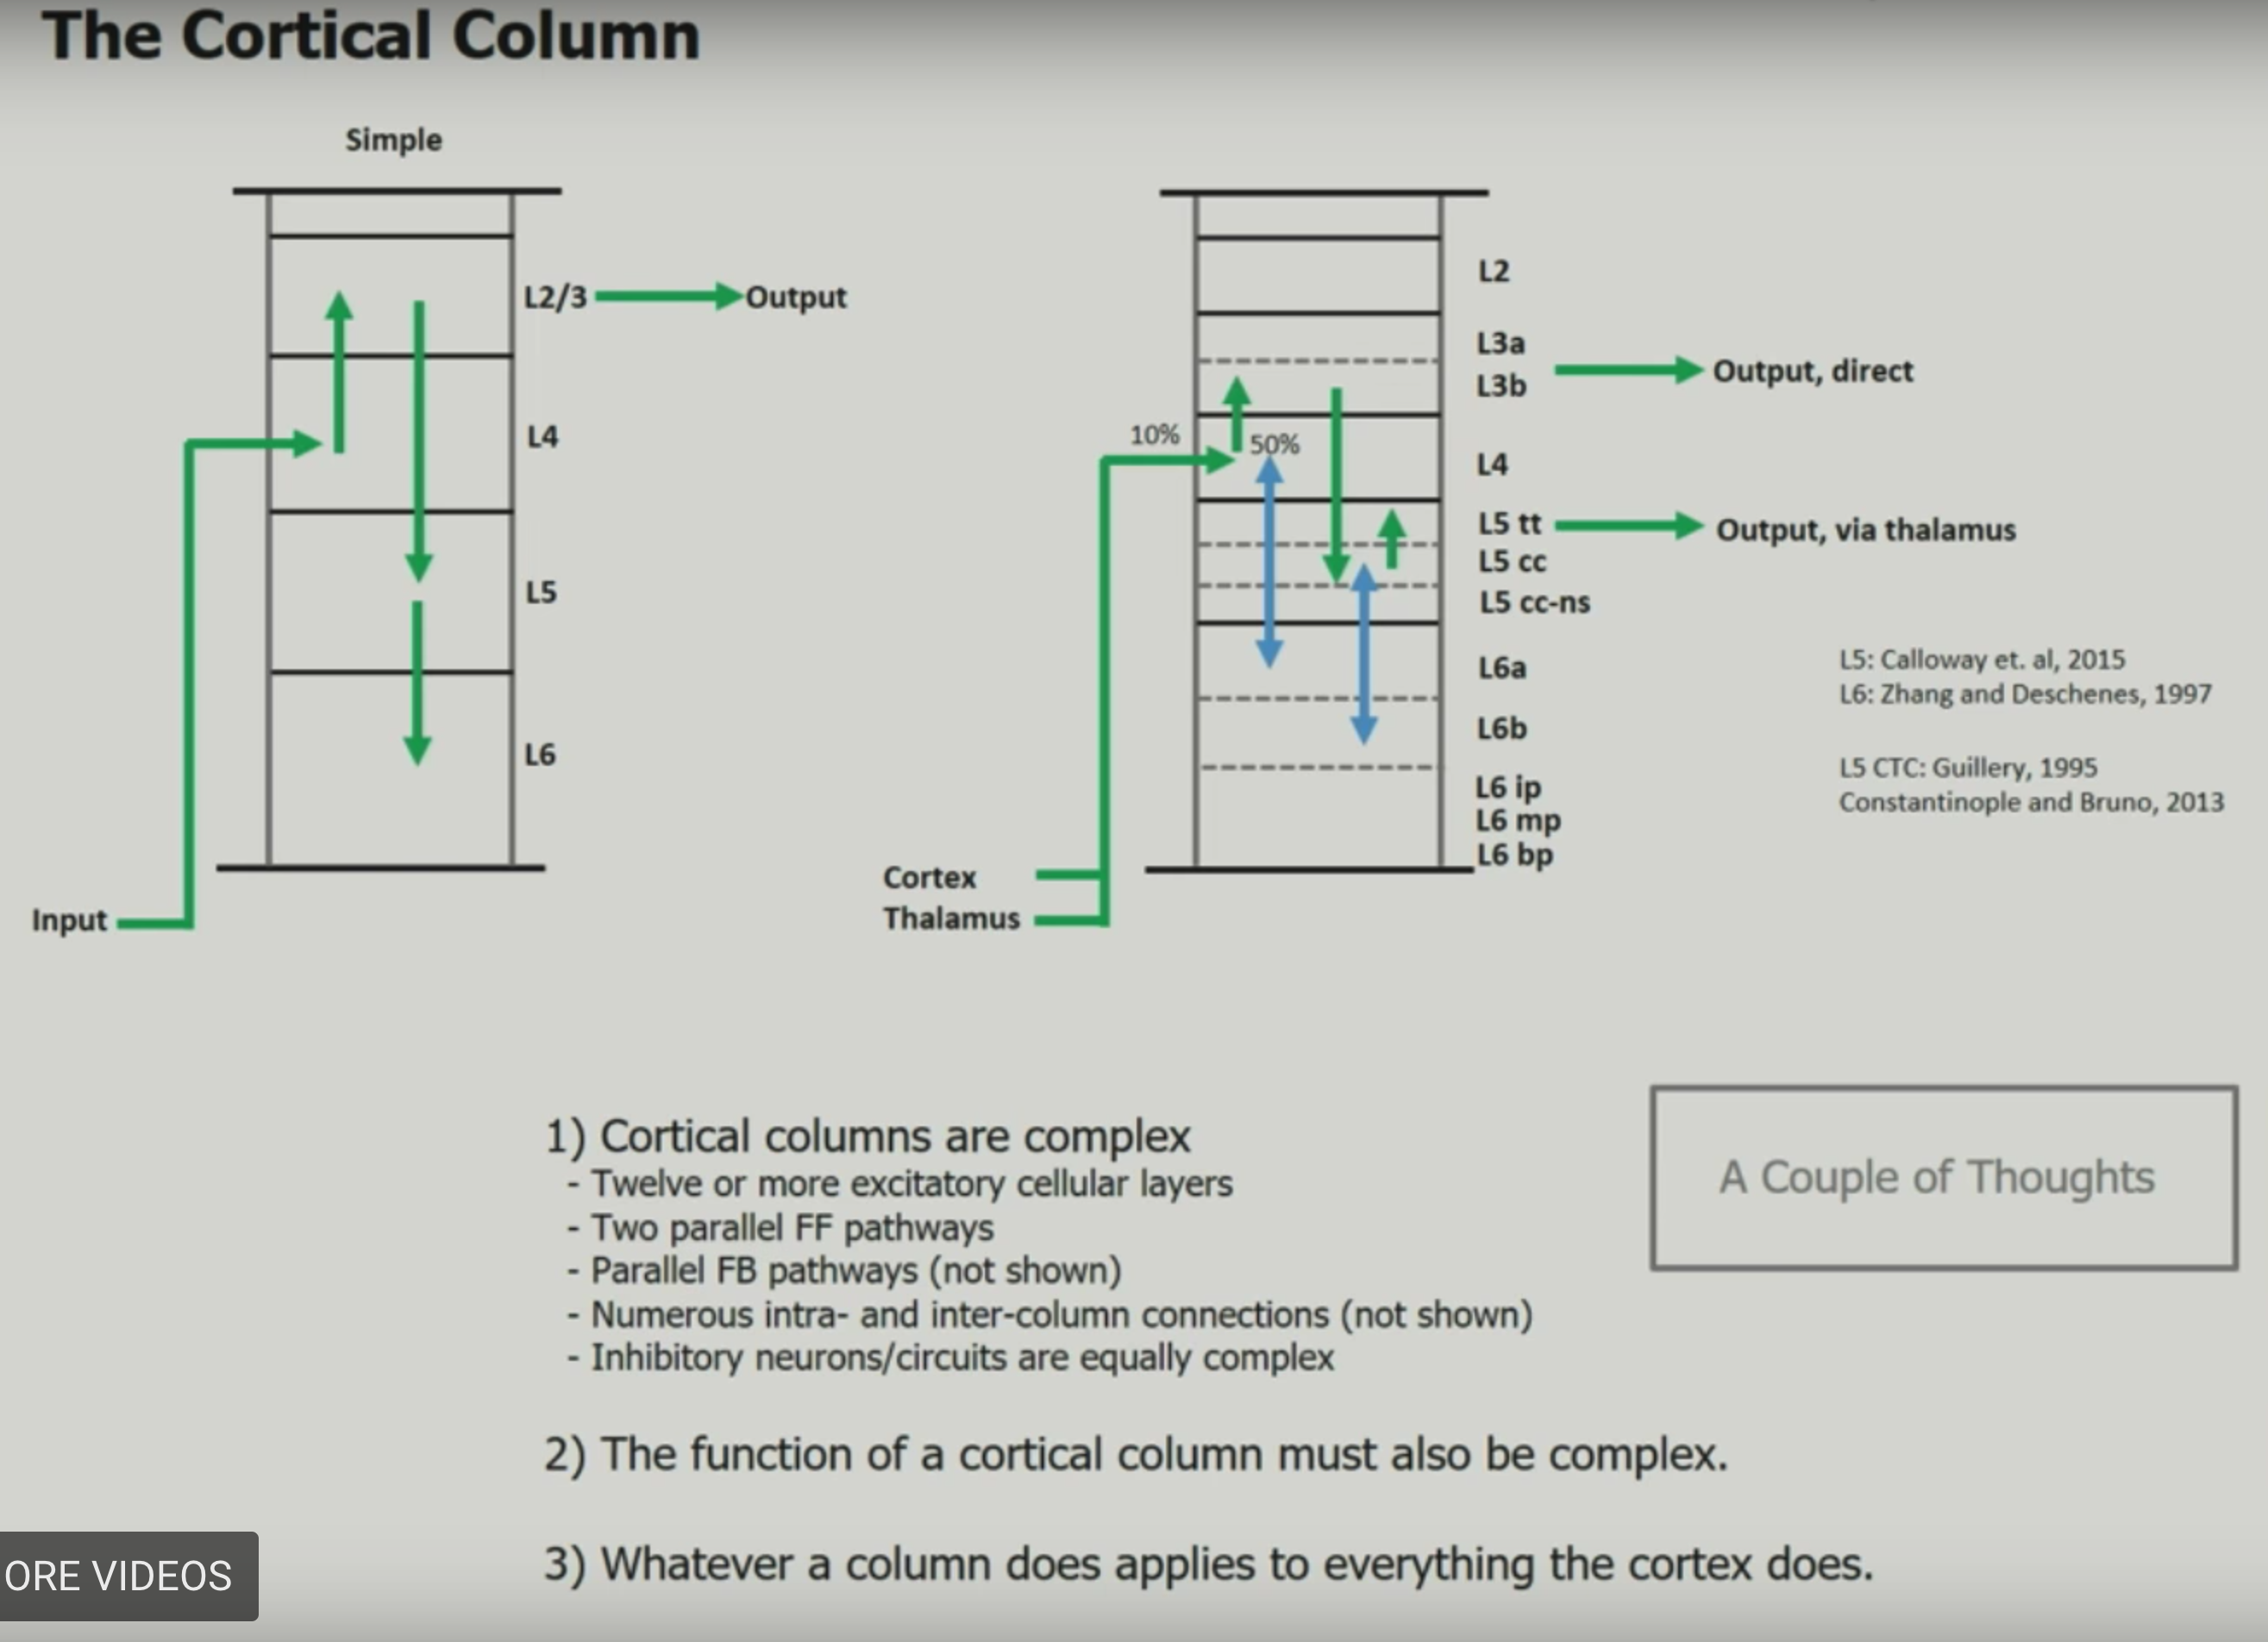 The Cortical Column
Simple
L2/3
Output
L4
L5
L6
Input
L2
L3a
L3b
Output, direct
10%
50%
L4
L5 tt
Output, via thalamus
L5 cc
L5 cc-ns
L6a
L6b
L6 ip
L6 mp
L6 bp
Cortex
Thalamus
L5: Calloway et. al, 2015
L6: Zhang and Deschenes, 1997
L5 CTC: Guillery, 1995
Constantinople and Bruno, 2013
1) Cortical columns are complex
- Twelve or more excitatory cellular layers
- Two parallel FF pathways
- Parallel FB pathways (not shown)
- Numerous intra- and inter-column connections (not shown)
- Inhibitory neurons/circuits are equally complex
A Couple of Thoughts
2) The function of a cortical column must also be complex.
3) Whatever a column does applies to everything the cortex does.
ORE VIDEOS